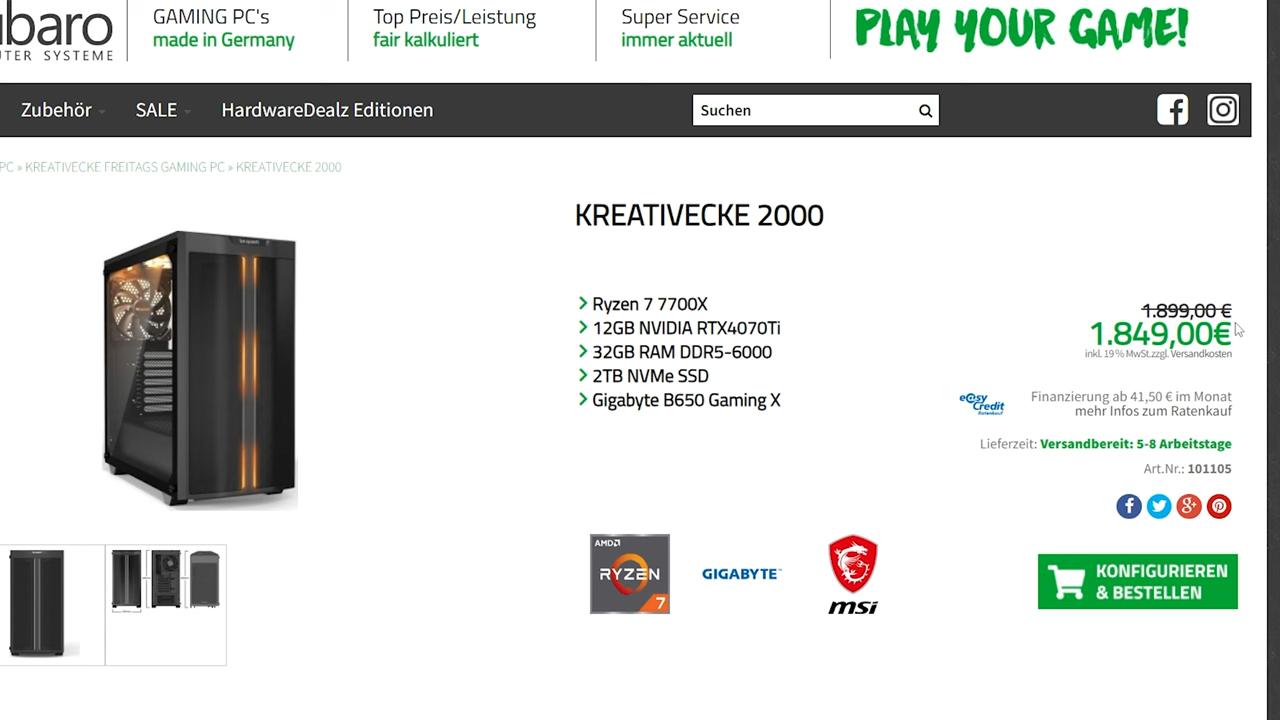 ubaro
UTER SYSTEME
GAMING PC's
made in Germany
Top Preis/Leistung
fair kalkuliert
Super Service
immer aktuell
PLAY YOUR GAME!
Zubehör
SALE
HardwareDealz Editionen
Suchen
PC » KREATIVECKE FREITAGS GAMING PC » KREATIVECKE 2000
KREATIVECKE 2000
Ryzen 7 7700X
12GB NVIDIA RTX4070Ti
32GB RAM DDR5-6000
2TB NVMe SSD
Gigabyte B650 Gaming X
1.899,00 €
1.849,00€
inkl. 19 % MwSt.zzgl. Versandkosten
easy
Credit
Ratenkauf
Finanzierung ab 41,50 € im Monat
mehr Infos zum Ratenkauf
Lieferzeit: Versandbereit: 5-8 Arbeitstage
Art.Nr.: 101105
AMD
RYZEN
7
GIGABYTE™
msi
KONFIGURIEREN
& BESTELLEN